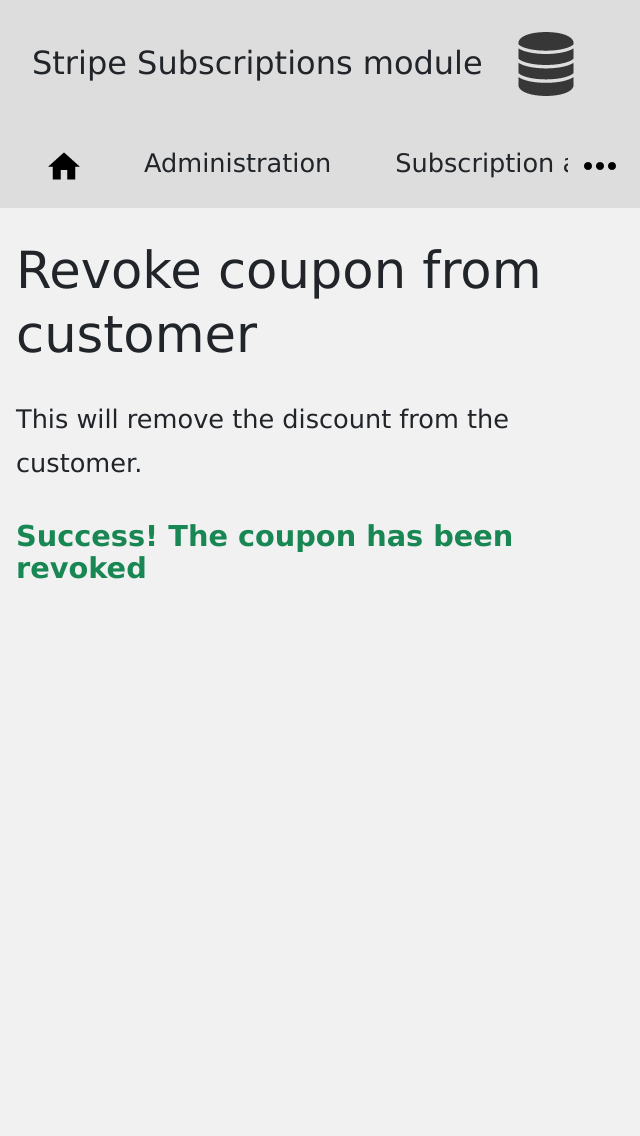 Stripe Subscriptions module
Administration
Subscription
Revoke coupon from
customer
This will remove the discount from the
customer.
Success! The coupon has been
revoked